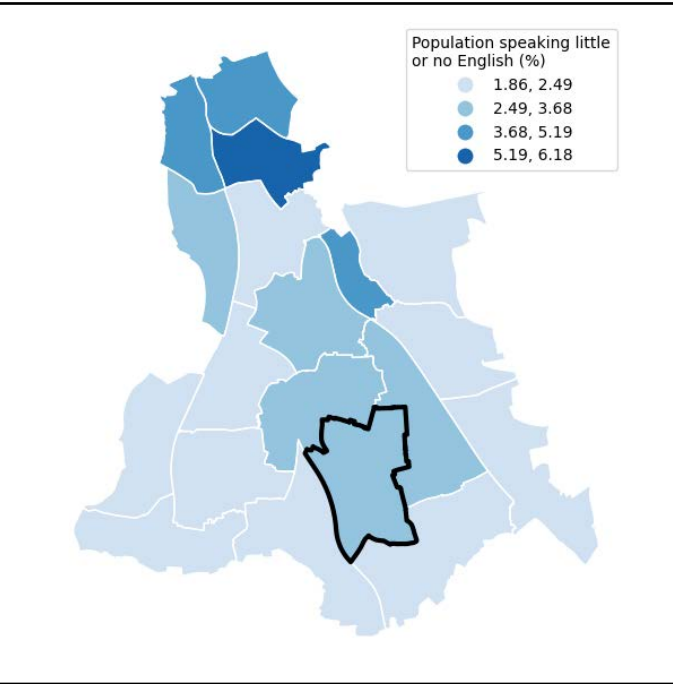 Population speaking little
or no English (%)
1.86, 2.49
2.49, 3.68
3.68, 5.19
5.19, 6.18